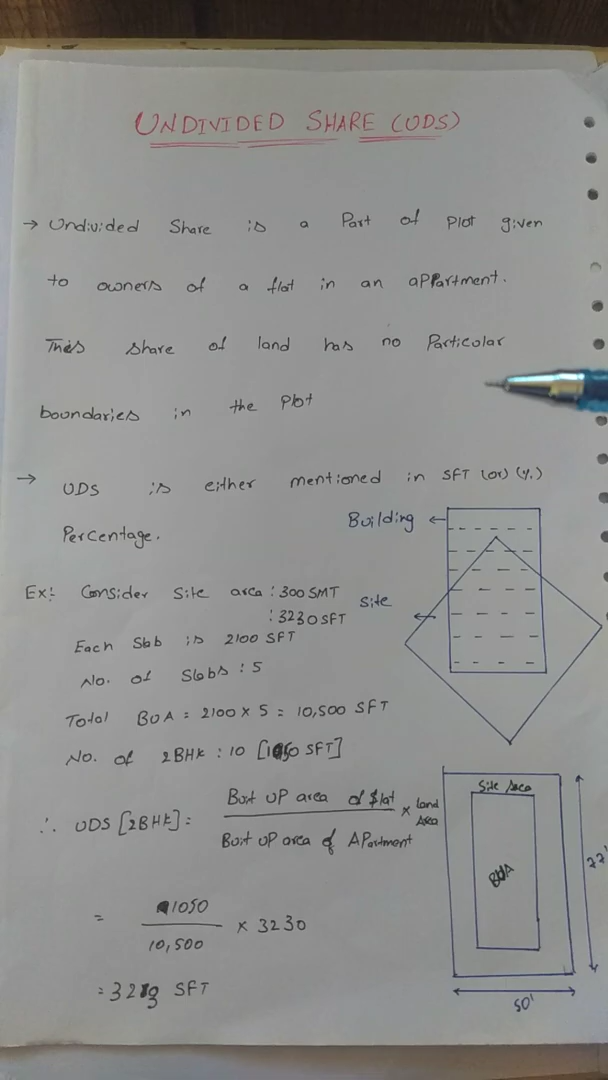 UNDIVIDED SHARE (UDS)
→ Undivided Share is a Part of Plot given
to owners of a flat in an appartment.
This share of land has no Particular
boundaries in the Plot
→ UDS is either mentioned in SFT (or) (%)
Percentage.
Building
Ex: Consider Site area : 300 SMT
: 3230 SFT
Site
Each Slab is 2100 SFT
No. of Slabs : 5
Total BUA = 2100 x 5 = 10,500 SFT
No. of 2BHK : 10 [1050 SFT]
∴ UDS [2BHK] = Buit UP area of flat x land Area
Buit UP area of APartment
= 1050 x 3230
10,500
= 323 SFT
Site Area
BUA
22'
50'